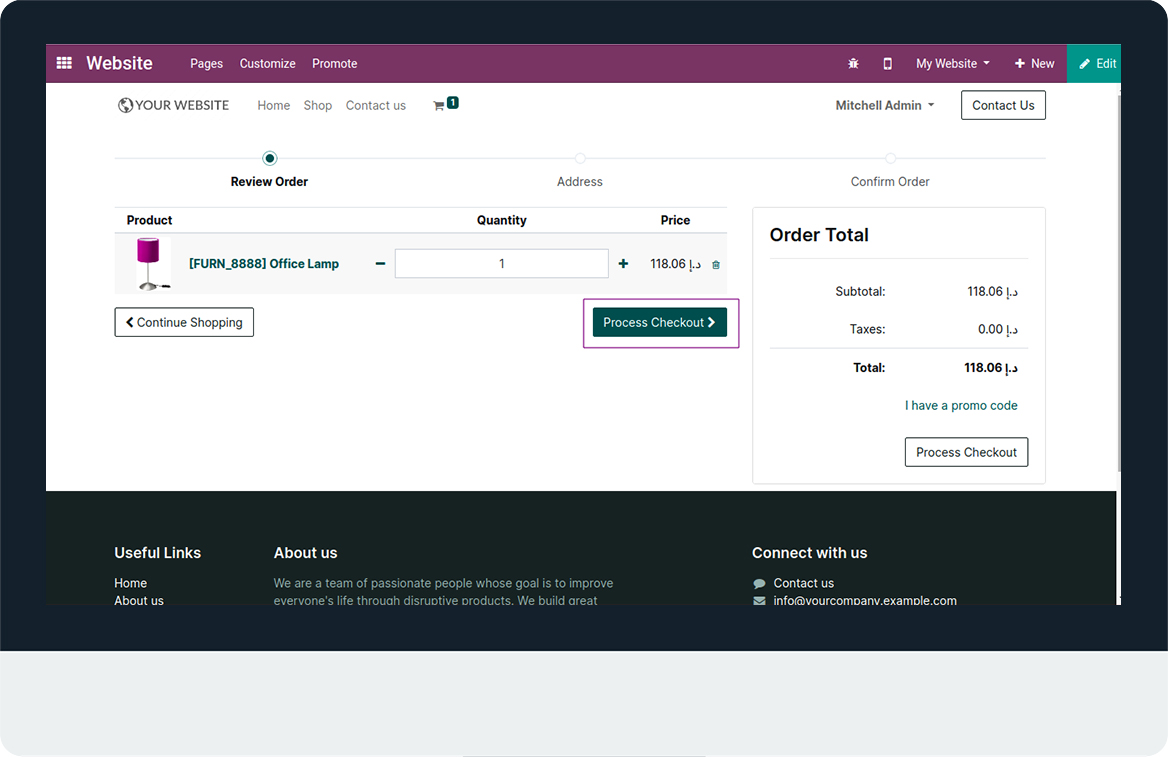 Website Pages Customize Promote My Website New Edit
YOUR WEBSITE Home Shop Contact us 1 Mitchell Admin Contact Us
Review Order Address Confirm Order
Product Quantity Price
[FURN_8888] Office Lamp 1 118.06 د.إ
Continue Shopping Process Checkout
Order Total
Subtotal: 118.06 د.إ
Taxes: 0.00 د.إ
Total: 118.06 د.إ
I have a promo code
Process Checkout
Useful Links About us Connect with us
Home We are a team of passionate people whose goal is to improve Contact us
About us everyone's life through disruptive products. We build great info@yourcompany.example.com